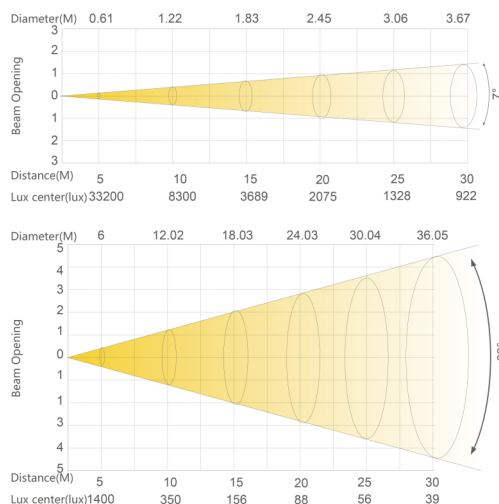 Diameter(M) 0.61 1.22 1.83 2.45 3.06 3.67
3
2
1
0
1
2
3
Beam Opening
7°
Distance(M) 5 10 15 20 25 30
Lux center(lux) 33200 8300 3689 2075 1328 922
Diameter(M) 6 12.02 18.03 24.03 30.04 36.05
5
4
3
2
1
0
1
1
3
4
5
Beam Opening
Distance(M) 5 10 15 20 25 30
Lux center(lux) 1400 350 156 88 56 39